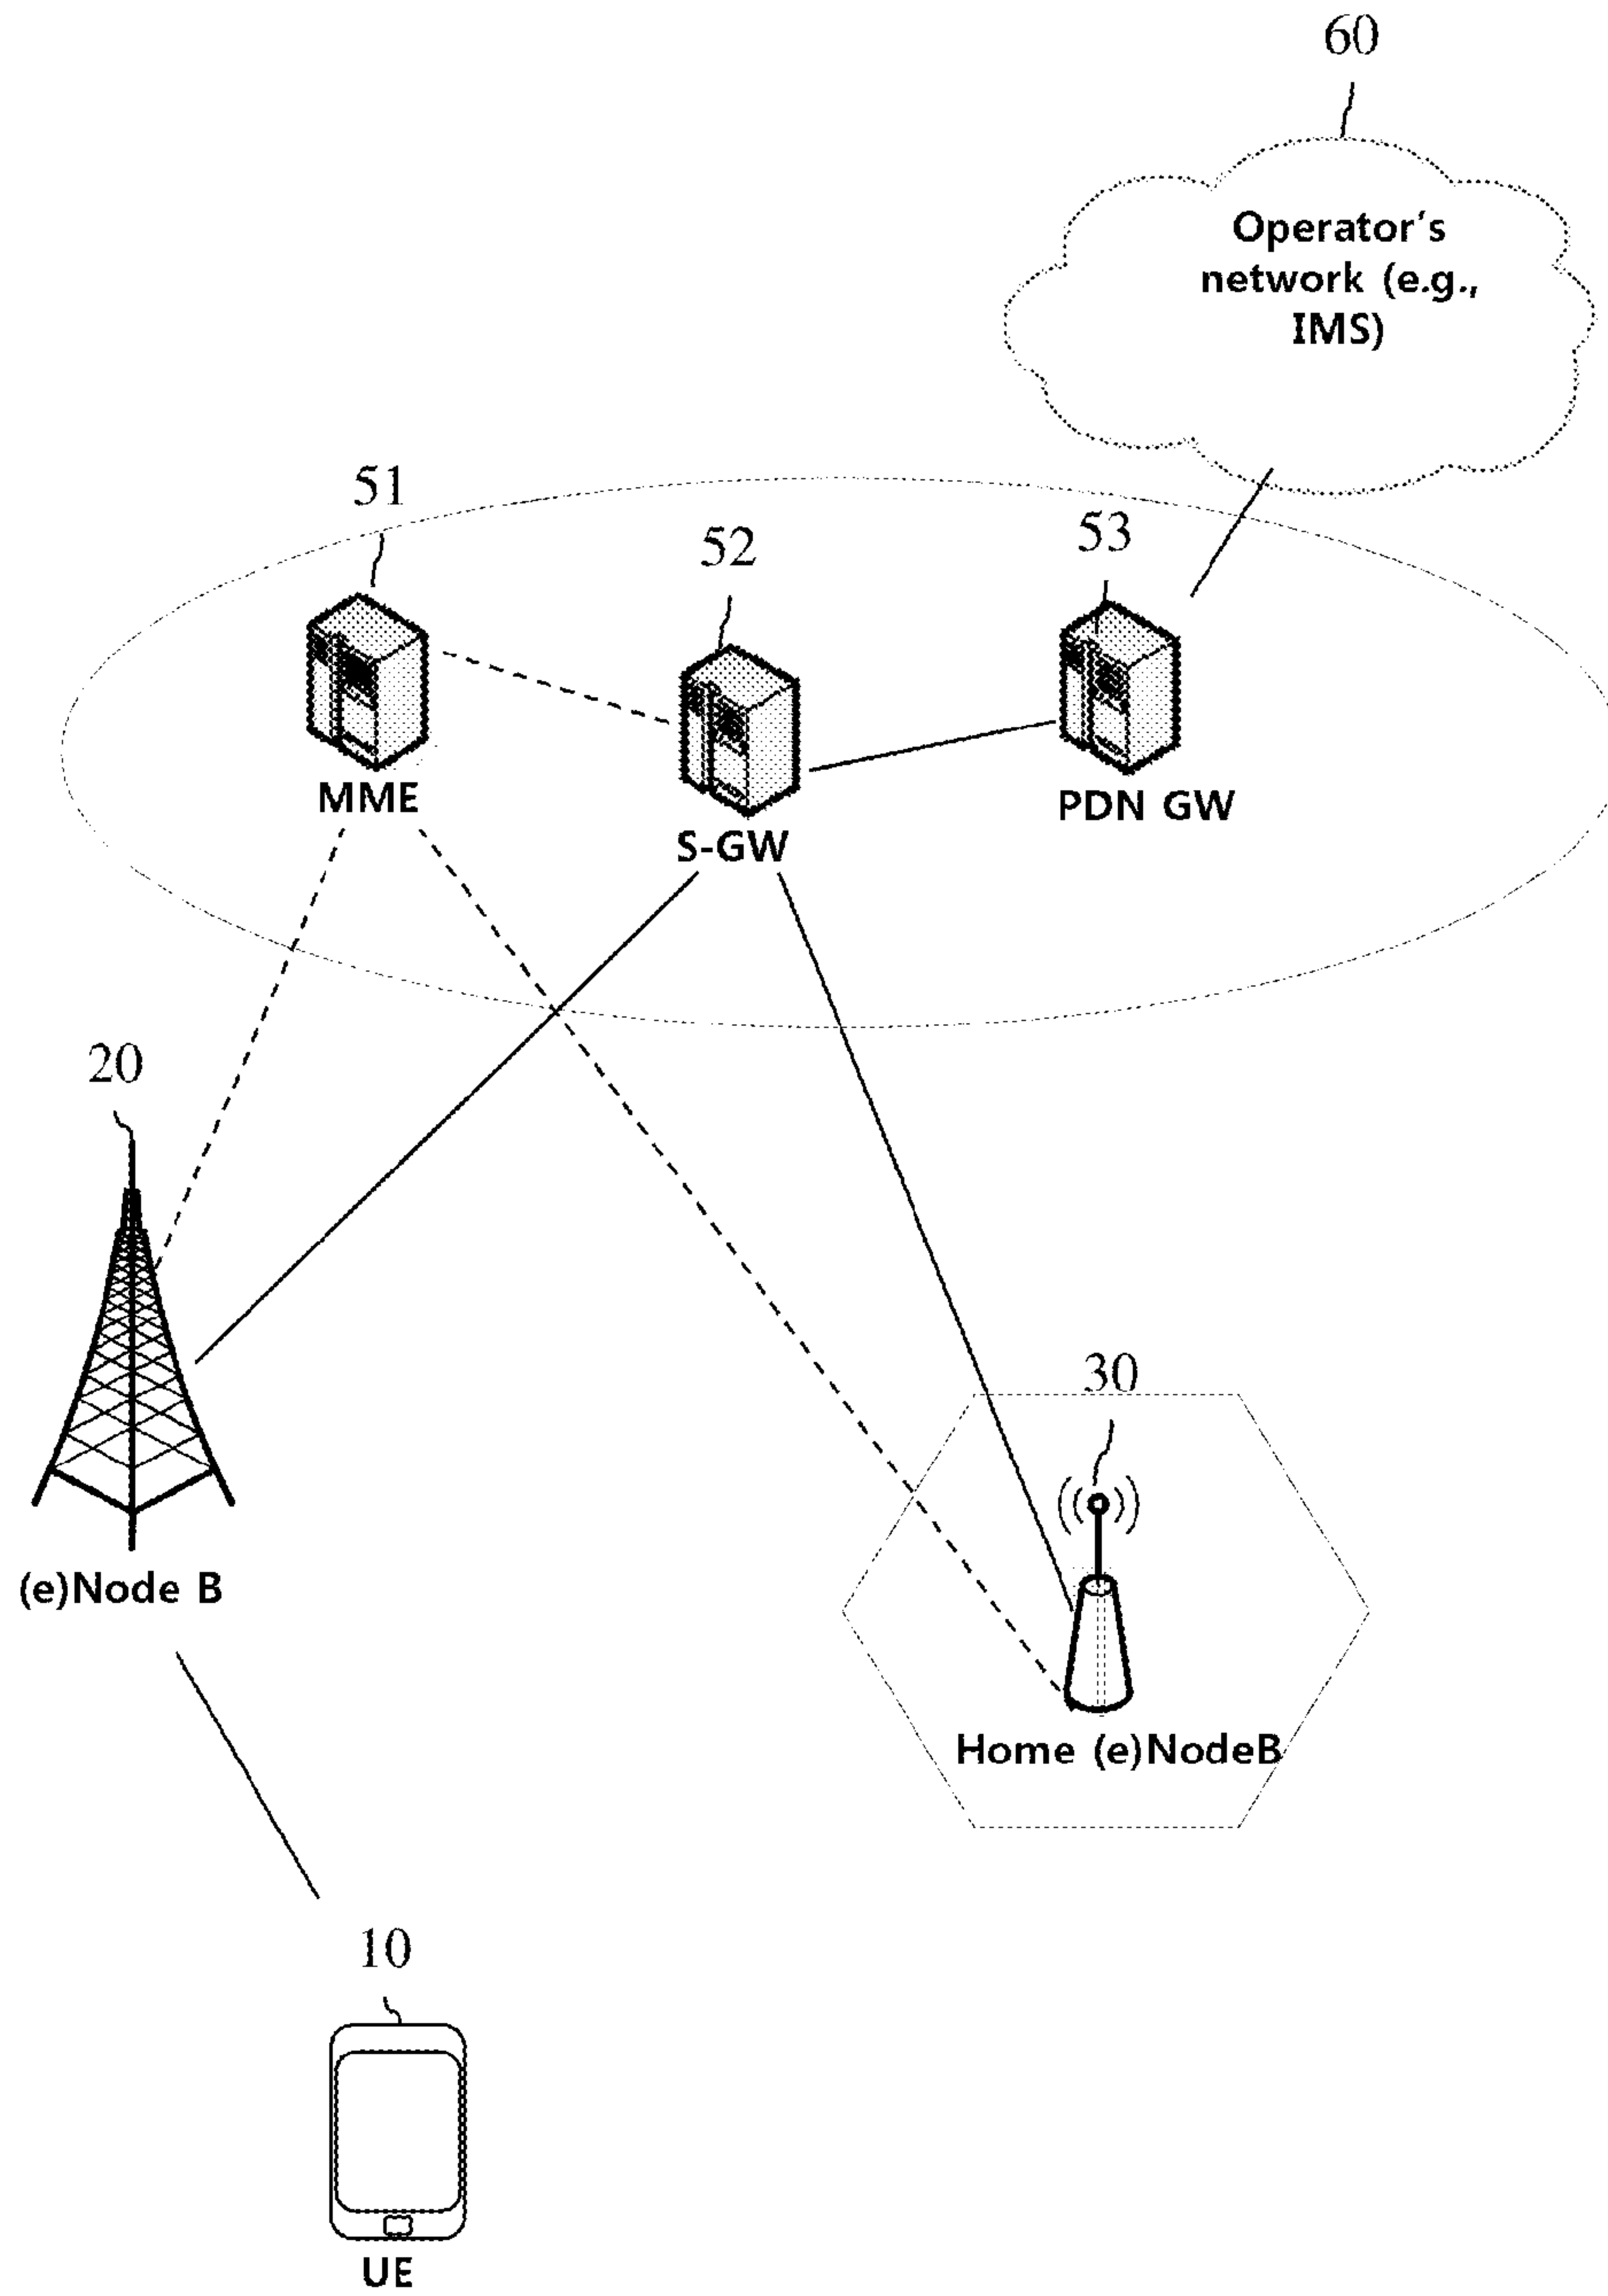 60
Operator's
network (e.g.,
IMS)
51
52
53
MME
S-GW
PDN GW
20
(e)Node B
30
Home (e)NodeB
10
UE